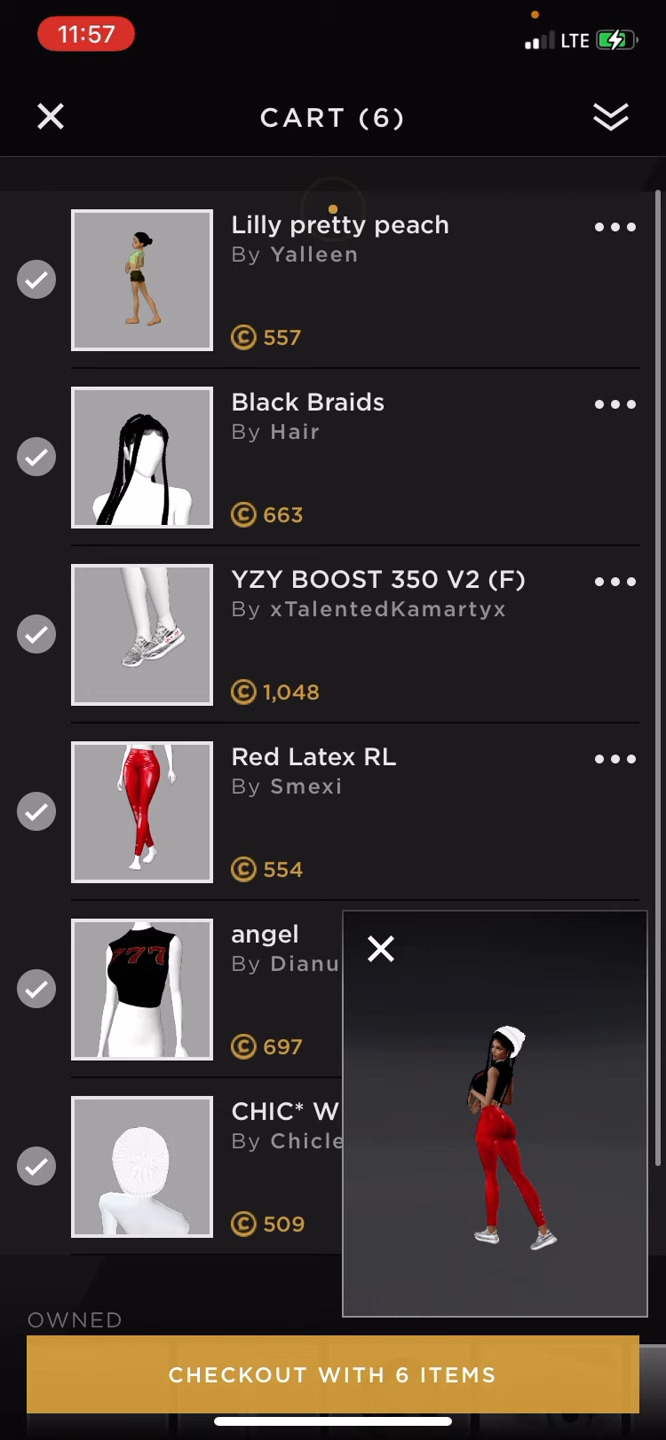 11:57
LTE
CART (6)
Lilly pretty peach
By Yalleen
557
Black Braids
By Hair
663
YZY BOOST 350 V2 (F)
By xTalentedKamartyx
1,048
Red Latex RL
By Smexi
554
777
angel
By Dianu
697
CHIC* W
By Chicle
509
OWNED
CHECKOUT WITH 6 ITEMS